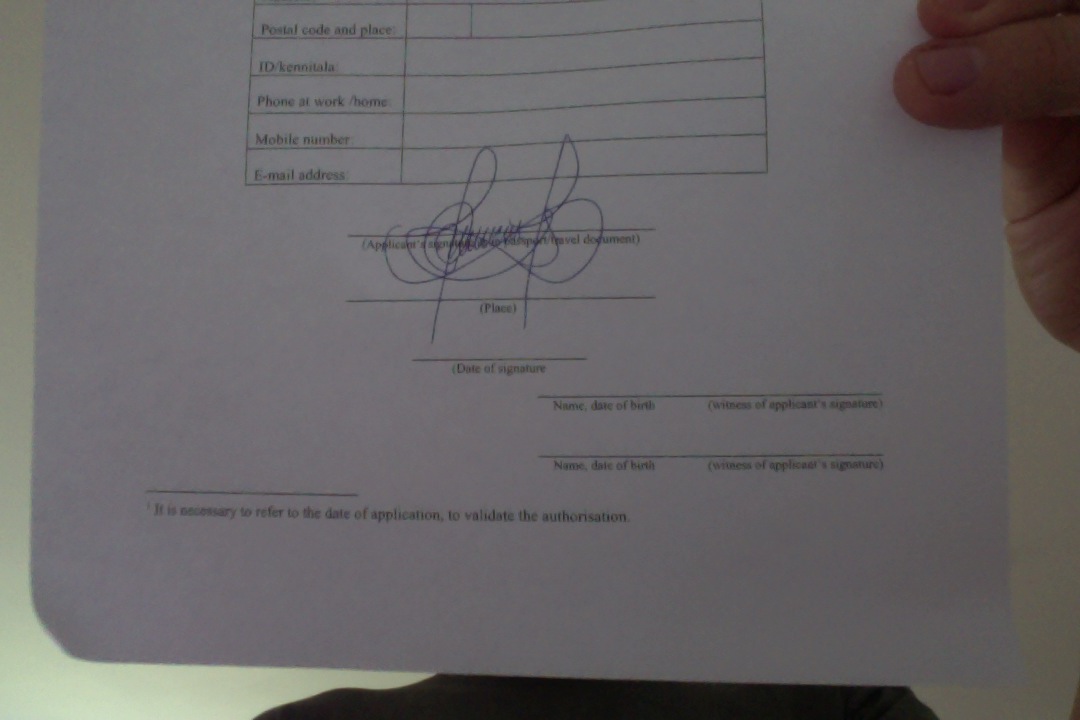 Postal code and place:
ID/kennitala:
Phone at work /home:
Mobile number:
E-mail address:
(Applicant's signature passport/travel document)
(Place)
(Date of signature
Name, date of birth (witness of applicant's signature)
Name, date of birth (witness of applicant's signature)
1 It is necessary to refer to the date of application, to validate the authorisation.